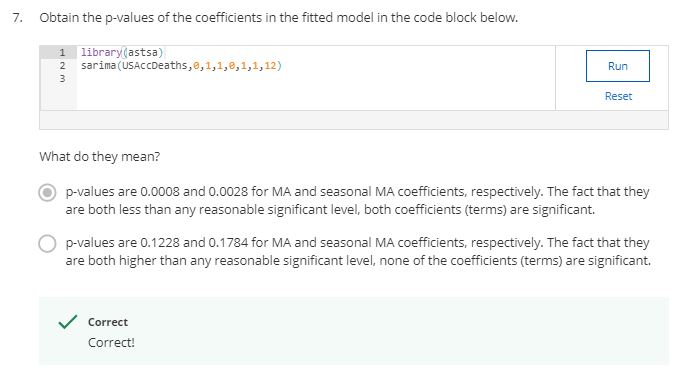 7. Obtain the p-values of the coefficients in the fitted model in the code block below.
1 library(astsa)
2 sarima(USAccDeaths,0,1,1,0,1,1,12)
3
Run
Reset
What do they mean?
p-values are 0.0008 and 0.0028 for MA and seasonal MA coefficients, respectively. The fact that they
are both less than any reasonable significant level, both coefficients (terms) are significant.
p-values are 0.1228 and 0.1784 for MA and seasonal MA coefficients, respectively. The fact that they
are both higher than any reasonable significant level, none of the coefficients (terms) are significant.
Correct
Correct!